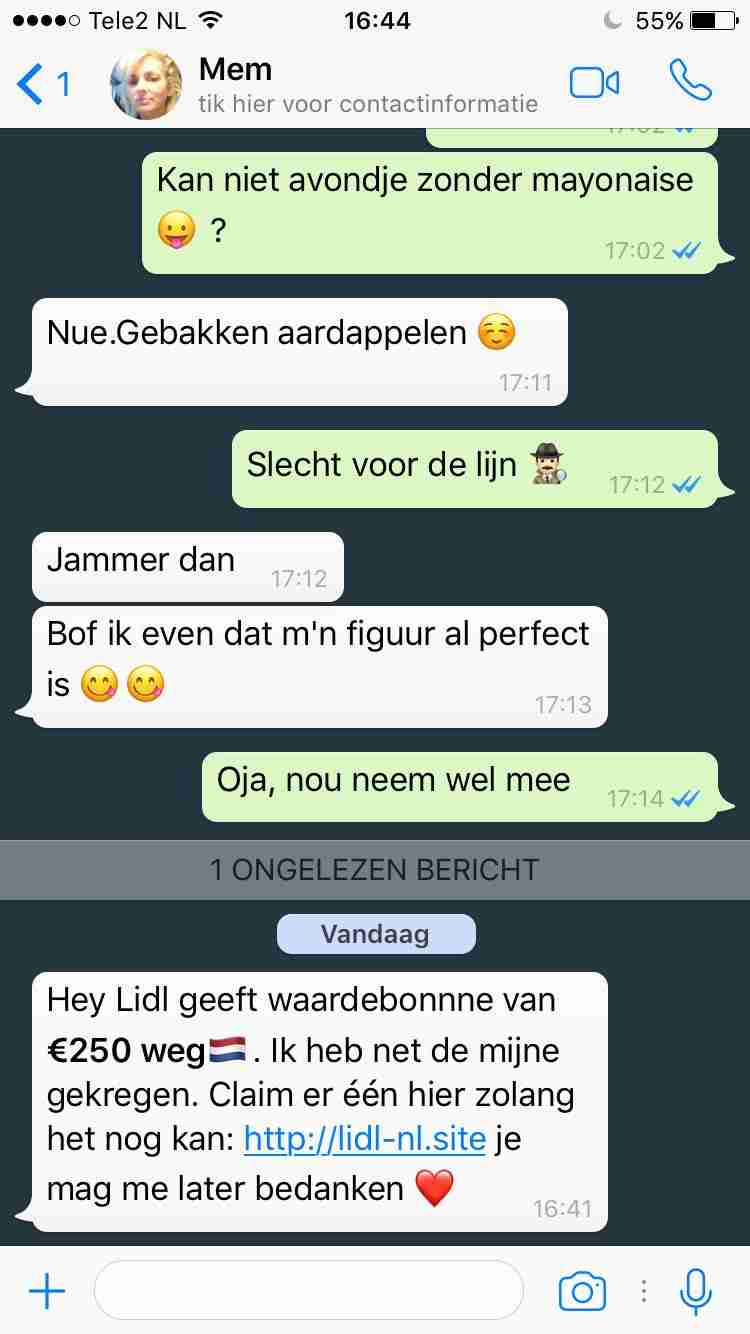 Tele2 NL 16:44 55%
1 Mem
tik hier voor contactinformatie
17:02
Kan niet avondje zonder mayonaise
😛 ?
17:02
Nue.Gebakken aardappelen ☺️
17:11
Slecht voor de lijn 🕵🏻 17:12
Jammer dan 17:12
Bof ik even dat m'n figuur al perfect
is 😋 😋
17:13
Oja, nou neem wel mee 17:14
1 ONGELEZEN BERICHT
Vandaag
Hey Lidl geeft waardebonnne van
€250 weg🇳🇱. Ik heb net de mijne
gekregen. Claim er één hier zolang
het nog kan: http://lidl-nl.site je
mag me later bedanken ❤️
16:41